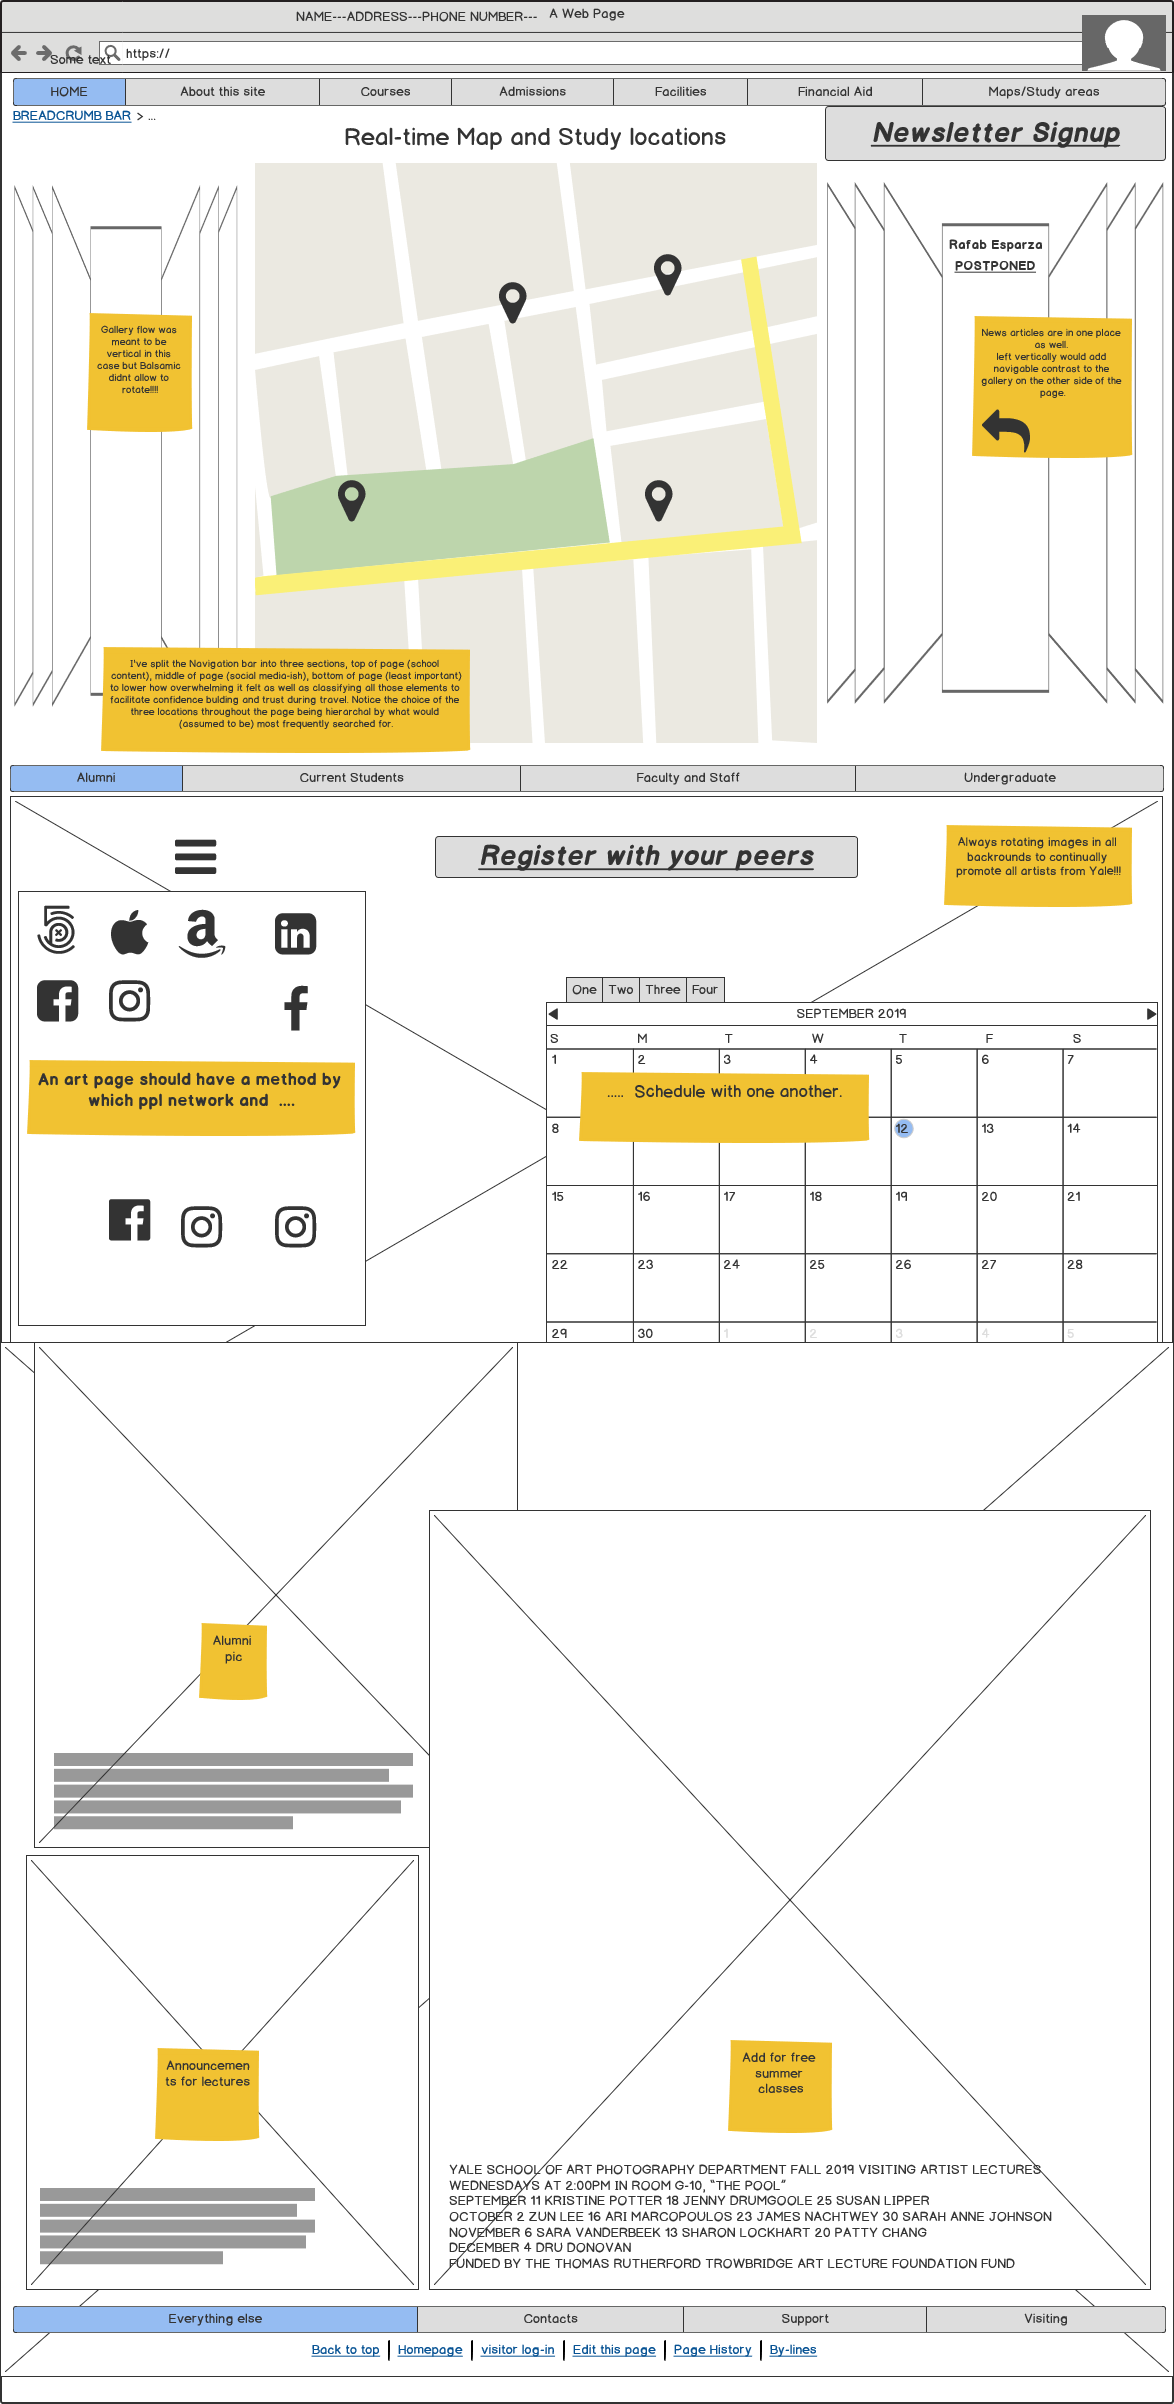 NAME---ADDRESS---PHONE NUMBER---
A Web Page
Some text
https://
HOME
About this site
Courses
Admissions
Facilities
Financial Aid
Maps/Study areas
BREADCRUMB BAR > ...
Real-time Map and Study locations
Newsletter Signup
Rafab Esparza
POSTPONED
Gallery flow was
meant to be
vertical in this
case but Balsamic
didnt allow to
rotate!!!!
News articles are in one place
as well.
left vertically would add
navigable contrast to the
gallery on the other side of the
page.
I've split the Navigation bar into three sections, top of page (school
content), middle of page (social media-ish), bottom of page (least important)
to lower how overwhelming it felt as well as classifying all those elements to
facilitate confidence bulding and trust during travel. Notice the choice of the
three locations throughout the page being hierarchal by what would
(assumed to be) most frequently searched for.
Alumni
Current Students
Faculty and Staff
Undergraduate
Register with your peers
Always rotating images in all
backrounds to continually
promote all artists from Yale!!!
An art page should have a method by
which ppl network and ....
One Two Three Four
SEPTEMBER 2019
S M T W T F S
1 2 3 4 5 6 7
..... Schedule with one another.
8 12 13 14
15 16 17 18 19 20 21
22 23 24 25 26 27 28
29 30 1 2 3 4 5
Alumni
pic
Announcemen
ts for lectures
Add for free
summer
classes
YALE SCHOOL OF ART PHOTOGRAPHY DEPARTMENT FALL 2019 VISITING ARTIST LECTURES
WEDNESDAYS AT 2:00PM IN ROOM G-10, “THE POOL”
SEPTEMBER 11 KRISTINE POTTER 18 JENNY DRUMGOOLE 25 SUSAN LIPPER
OCTOBER 2 ZUN LEE 16 ARI MARCOPOULOS 23 JAMES NACHTWEY 30 SARAH ANNE JOHNSON
NOVEMBER 6 SARA VANDERBEEK 13 SHARON LOCKHART 20 PATTY CHANG
DECEMBER 4 DRU DONOVAN
FUNDED BY THE THOMAS RUTHERFORD TROWBRIDGE ART LECTURE FOUNDATION FUND
Everything else
Contacts
Support
Visiting
Back to top | Homepage | visitor log-in | Edit this page | Page History | By-lines